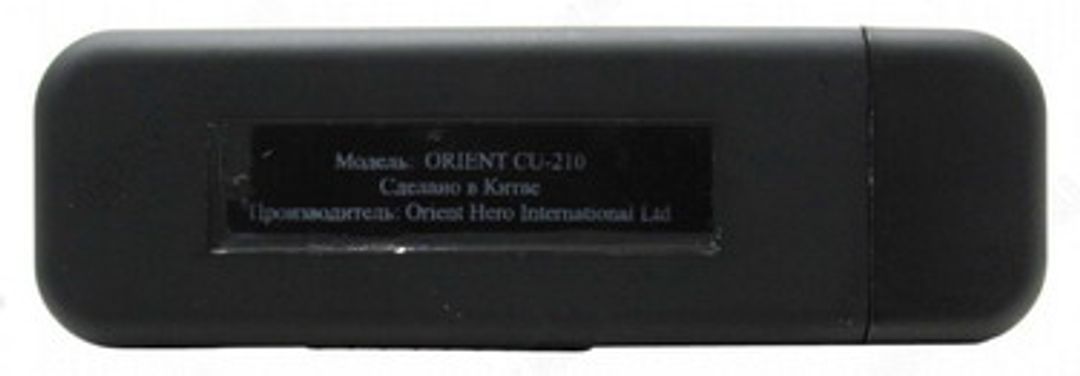 Модель: ORIENT CU-210
Сделано в Китае
Производитель: Orient Hero International Ltd